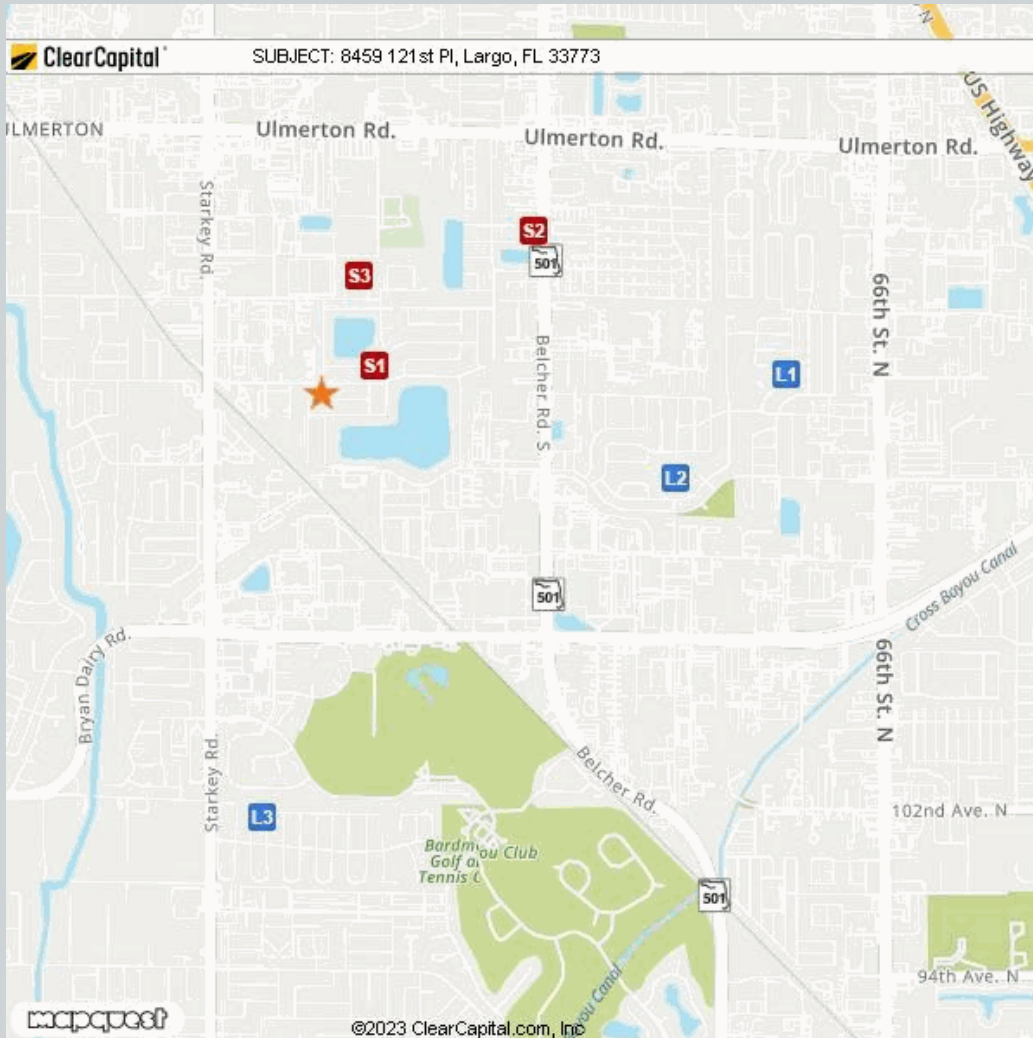 N
ClearCapital
SUBJECT: 8459 121st Pl, Largo, FL 33773
US Highway
ULMERTON
Ulmerton Rd.
Ulmerton Rd.
Ulmerton Rd.
Starkey Rd.
S2
501
S3
66th St. N
Belcher Rd. S
S1
L1
L2
501
Cross Bayou Canal
Bryan Dairy Rd.
66th St. N
Starkey Rd.
Belcher Rd.
L3
102nd Ave. N
Club
Golf
Tennis
501
94th Ave. N
Canal
mapquest
©2023 ClearCapital.com, Inc